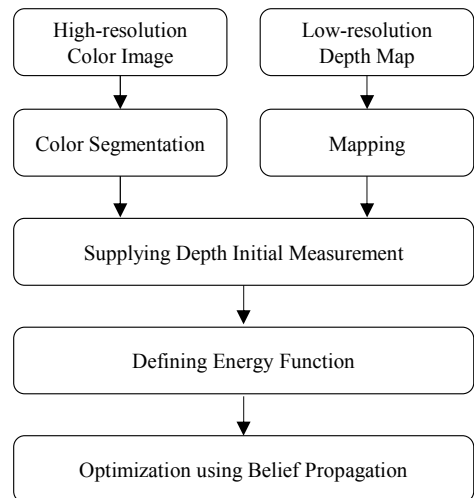 High-resolution
Color Image
Low-resolution
Depth Map
Color Segmentation
Mapping
Supplying Depth Initial Measurement
Defining Energy Function
Optimization using Belief Propagation